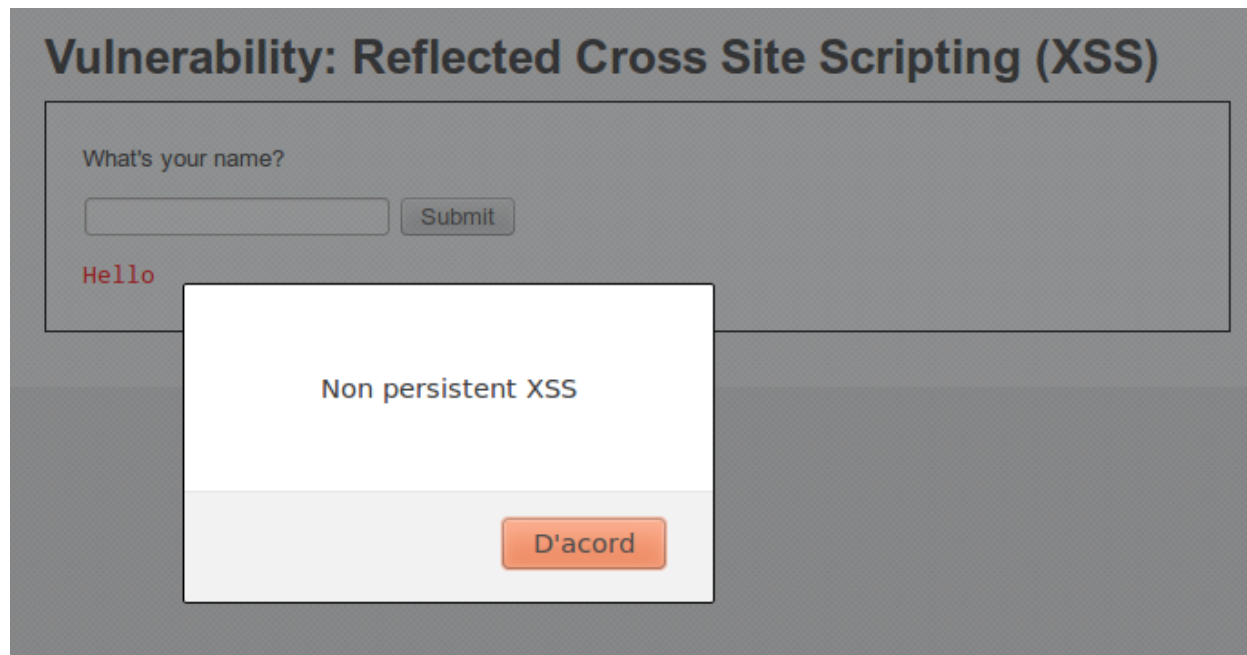 Vulnerability: Reflected Cross Site Scripting (XSS)
What's your name?
Submit
Hello
Non persistent XSS
D'acord